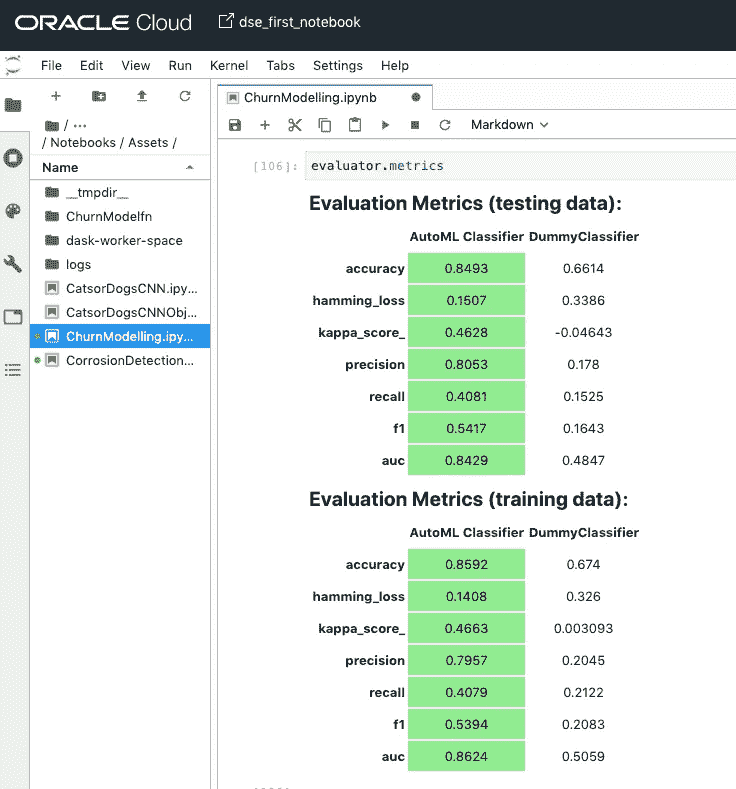 ORACLE Cloud dse_first_notebook
File Edit View Run Kernel Tabs Settings Help
ChurnModelling.ipynb
/ ...
/ Notebooks / Assets /
Markdown
Name
__tmpdir__
ChurnModelfn
dask-worker-space
logs
CatsorDogsCNN.ipy...
CatsorDogsCNNObj...
ChurnModelling.ipy...
CorrosionDetection...
[106]: evaluator.metrics
Evaluation Metrics (testing data):
AutoML Classifier DummyClassifier
accuracy 0.8493 0.6614
hamming_loss 0.1507 0.3386
kappa_score_ 0.4628 -0.04643
precision 0.8053 0.178
recall 0.4081 0.1525
f1 0.5417 0.1643
auc 0.8429 0.4847
Evaluation Metrics (training data):
AutoML Classifier DummyClassifier
accuracy 0.8592 0.674
hamming_loss 0.1408 0.326
kappa_score_ 0.4663 0.003093
precision 0.7957 0.2045
recall 0.4079 0.2122
f1 0.5394 0.2083
auc 0.8624 0.5059